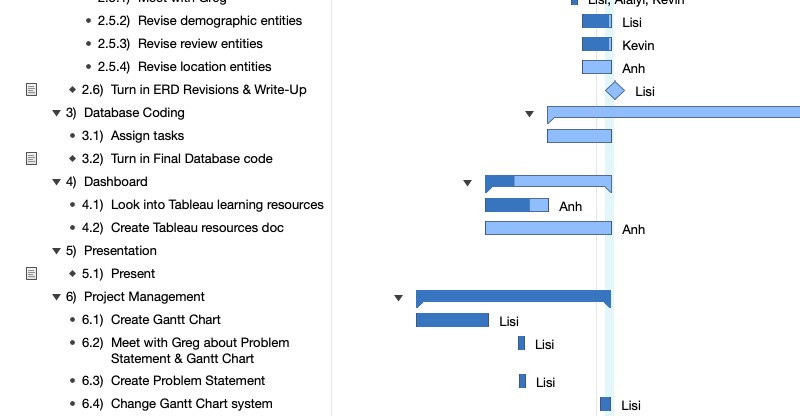 2.5.1) Meet with Greg Lisi, Alaiyi, Kevin
2.5.2) Revise demographic entities Lisi
2.5.3) Revise review entities Kevin
2.5.4) Revise location entities Anh
2.6) Turn in ERD Revisions & Write-Up Lisi
3) Database Coding
3.1) Assign tasks
3.2) Turn in Final Database code
4) Dashboard
4.1) Look into Tableau learning resources Anh
4.2) Create Tableau resources doc Anh
5) Presentation
5.1) Present
6) Project Management
6.1) Create Gantt Chart Lisi
6.2) Meet with Greg about Problem Lisi
Statement & Gantt Chart
6.3) Create Problem Statement Lisi
6.4) Change Gantt Chart system Lisi